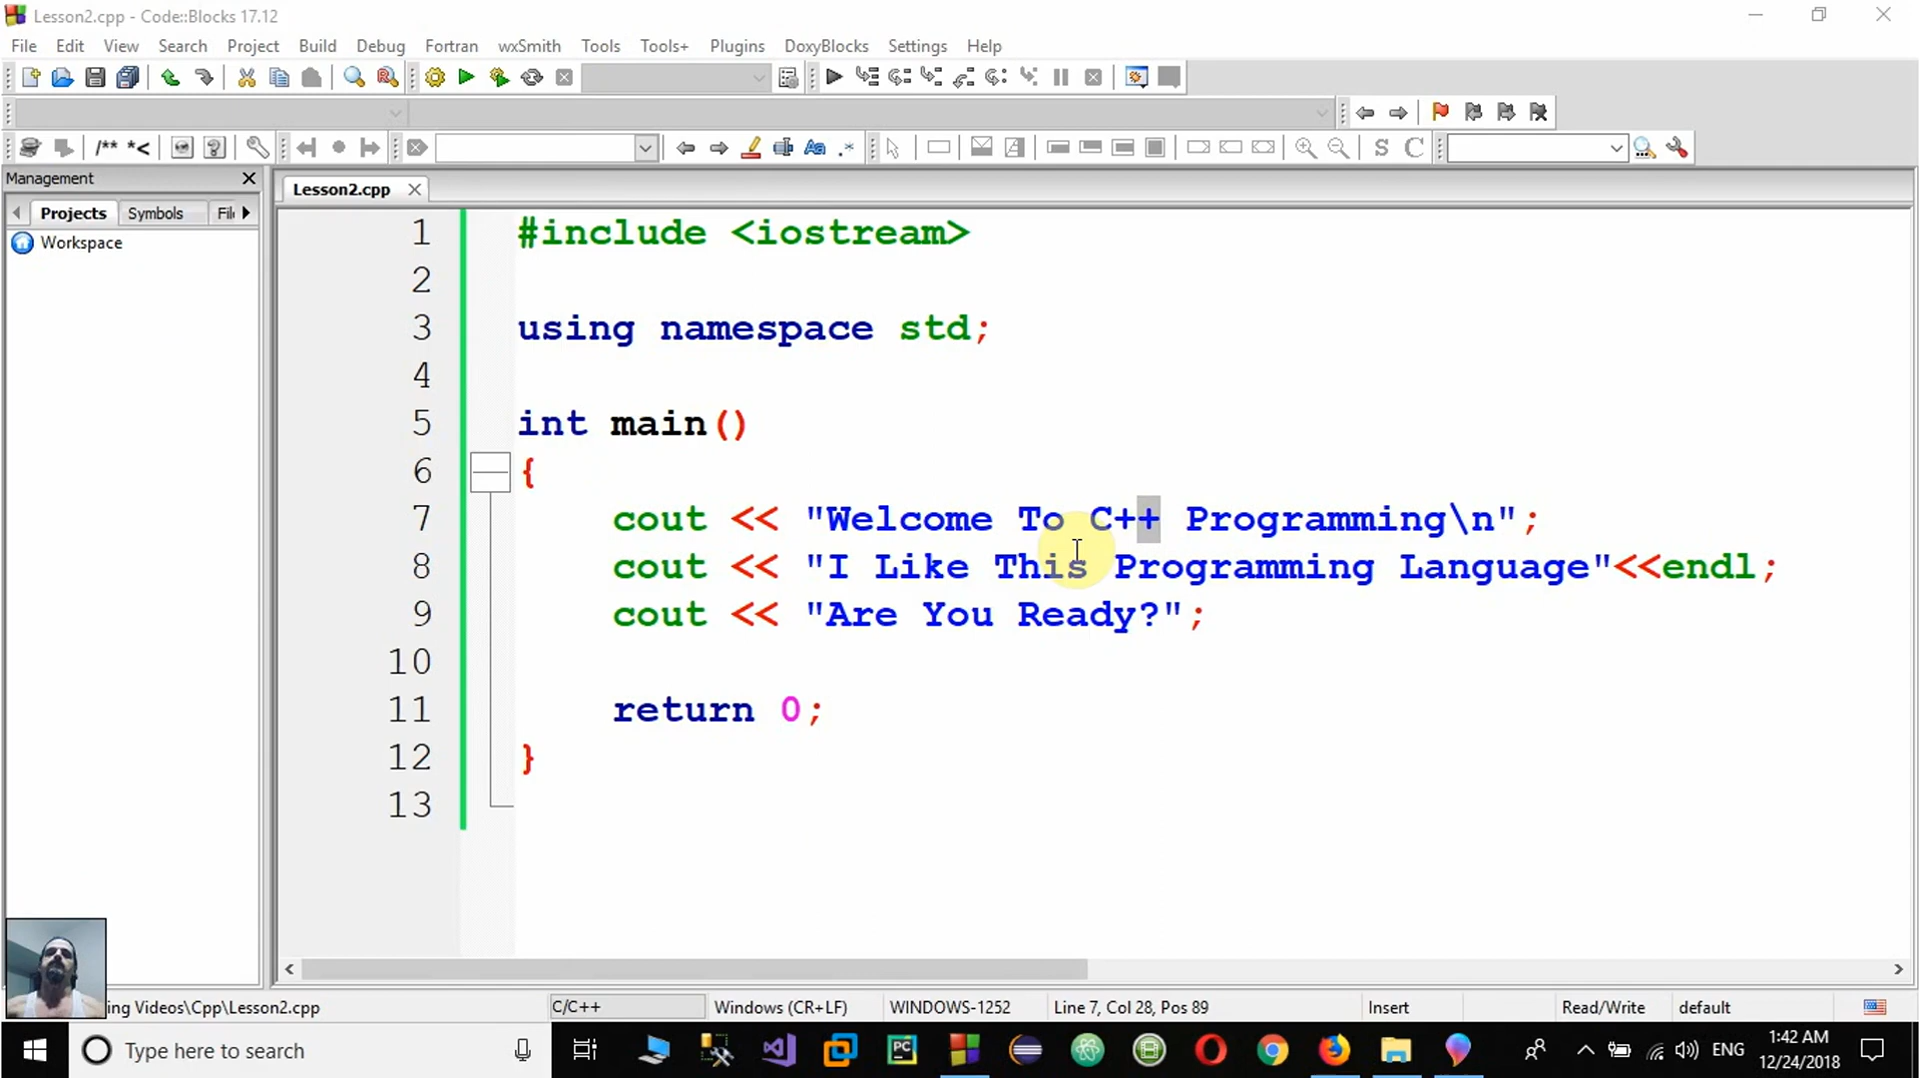 Lesson2.cpp - Code::Blocks 17.12
File Edit View Search Project Build Debug Fortran wxSmith Tools Tools+ Plugins DoxyBlocks Settings Help
/** *<
Aa .*
S C
Management
Lesson2.cpp
Projects Symbols Fil
Workspace
1 #include <iostream>
2
3 using namespace std;
4
5 int main()
6 {
7 cout << "Welcome To C++ Programming\n";
8 cout << "I Like This Programming Language"<<endl;
9 cout << "Are You Ready?";
10
11 return 0;
12 }
13
ing Videos\Cpp\Lesson2.cpp C/C++ Windows (CR+LF) WINDOWS-1252 Line 7, Col 28, Pos 89 Insert Read/Write default
Type here to search
PC
ENG
1:42 AM
12/24/2018